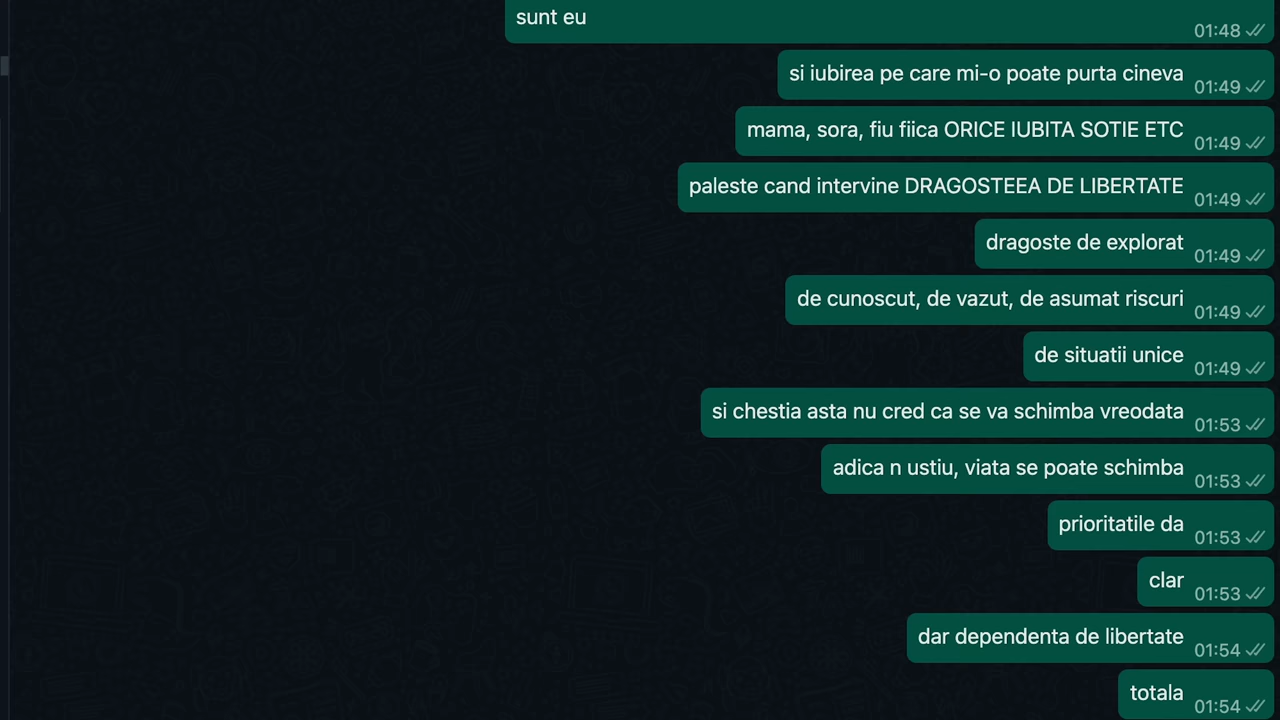 sunt eu
01:48
si iubirea pe care mi-o poate purta cineva
01:49
mama, sora, fiu fiica ORICE IUBITA SOTIE ETC
01:49
paleste cand intervine DRAGOSTEEA DE LIBERTATE
01:49
dragoste de explorat
01:49
de cunoscut, de vazut, de asumat riscuri
01:49
de situatii unice
01:49
si chestia asta nu cred ca se va schimba vreodata
01:53
adica n ustiu, viata se poate schimba
01:53
prioritatile da
01:53
clar
01:53
dar dependenta de libertate
01:54
totala
01:54